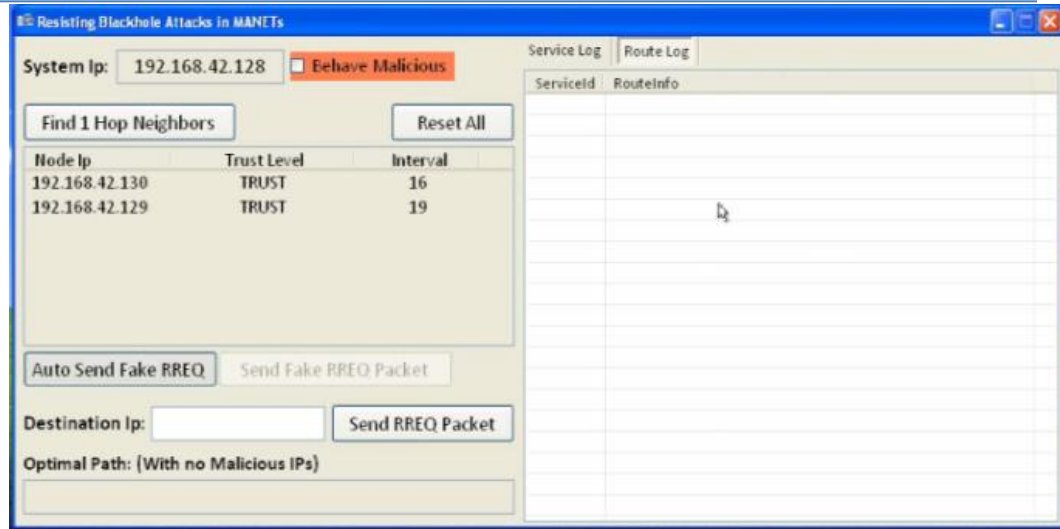 Resisting Blackhole Attacks in MANETs
System Ip: 192.168.42.128 Behave Malicious
Find 1 Hop Neighbors Reset All
Node Ip Trust Level Interval
192.168.42.130 TRUST 16
192.168.42.129 TRUST 19
Auto Send Fake RREQ Send Fake RREQ Packet
Destination Ip: Send RREQ Packet
Optimal Path: (With no Malicious IPs)
Service Log Route Log
ServiceId RouteInfo